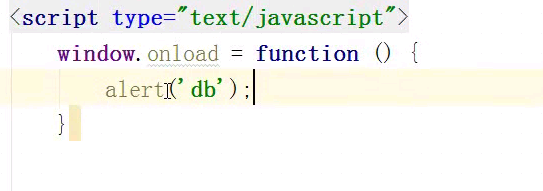 <script type="text/javascript">
window.onload = function () {
alert('db');
}